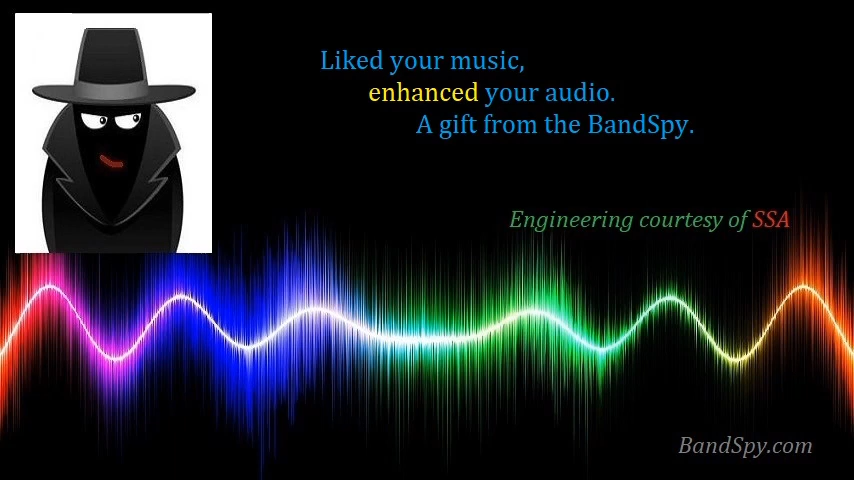 Liked your music,
enhanced your audio.
A gift from the BandSpy.
Engineering courtesy of SSA
BandSpy.com